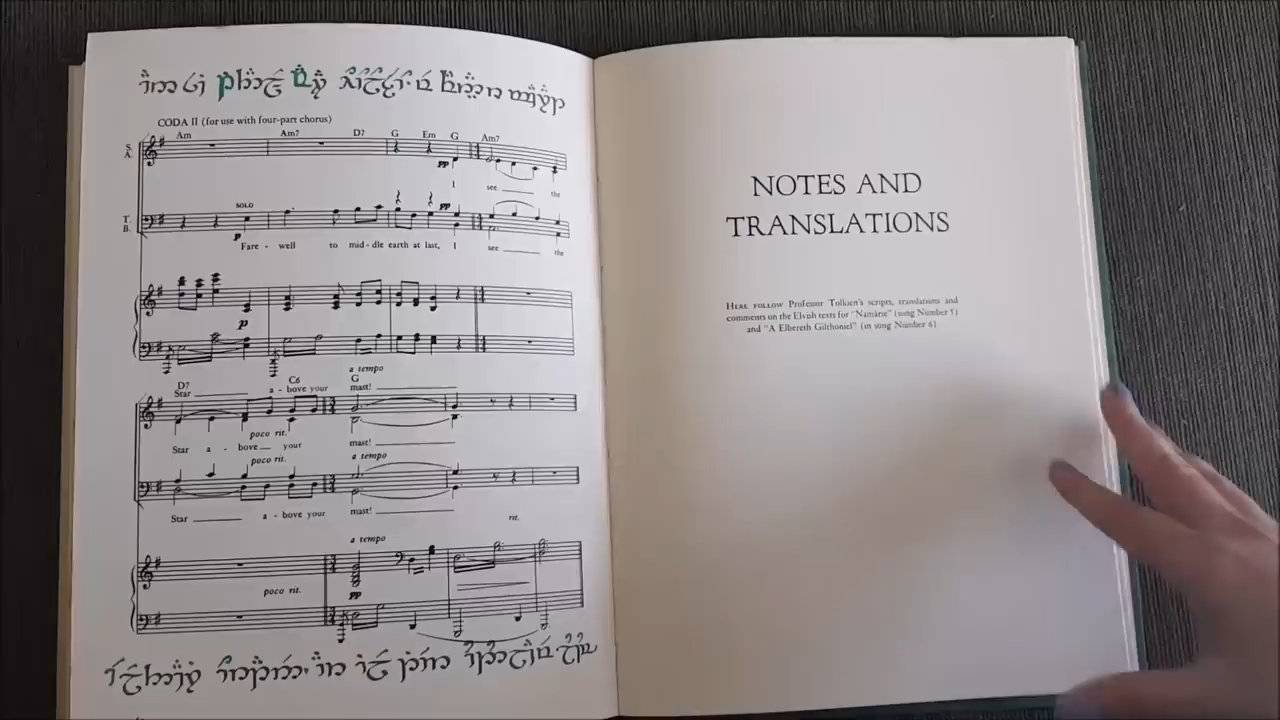 CODA II (for use with four-part chorus)
Am Am7 D7 G Em G Am7
S.
A.
pp
I see the
T.
B.
SOLO
p
pp
Fare - well to mid - dle earth at last, I see the
p
a tempo
D7 C6 G
Star a - bove your mast!
poco rit.
a tempo
Star a - bove your mast!
poco rit.
Star a - bove your mast!
rit.
a tempo
poco rit.
pp
NOTES AND
TRANSLATIONS
HERE FOLLOW Professor Tolkien's scripts, translations and
comments on the Elvish texts for "Namárië" (song Number 5)
and "A Elbereth Gilthoniel" (in song Number 6)